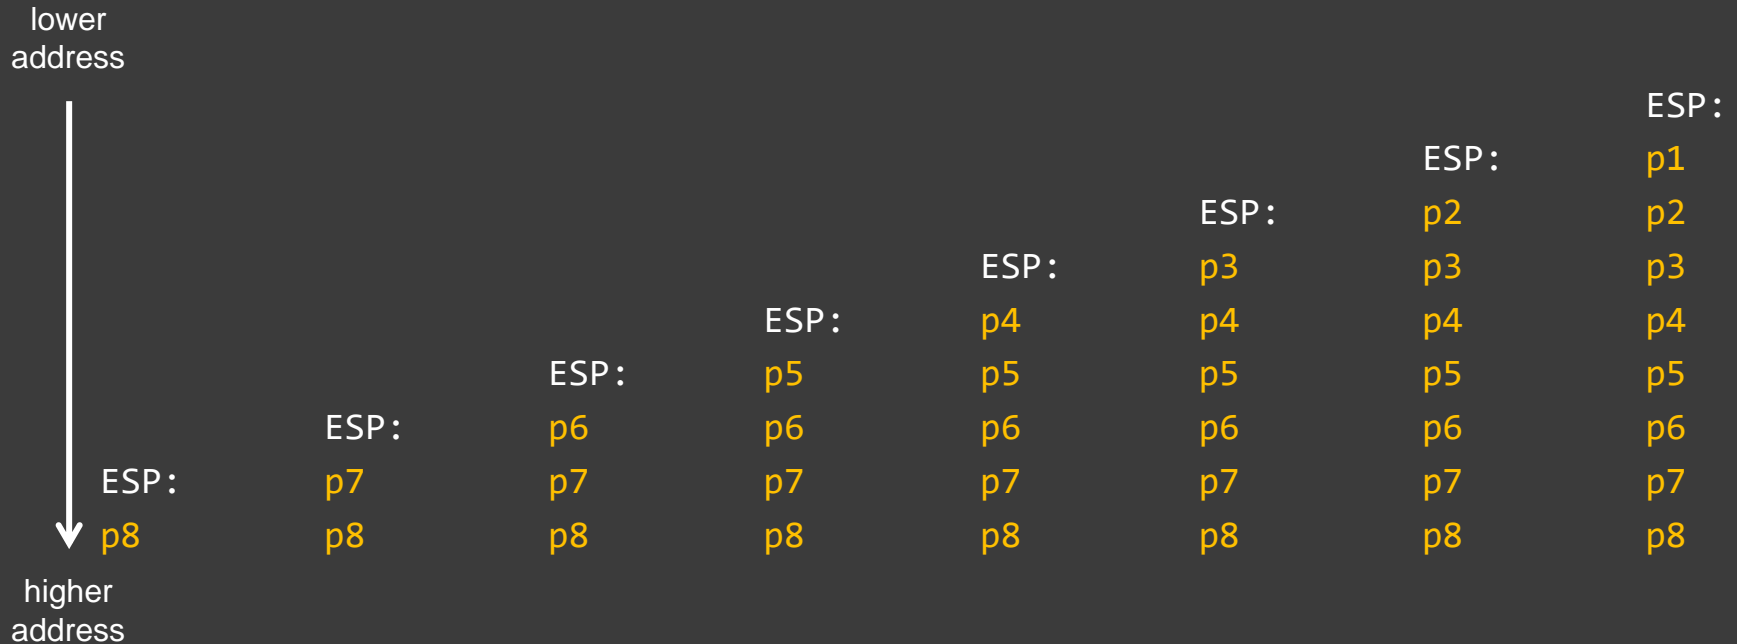 lower
address
ESP:
ESP: p1
ESP: p2 p2
ESP: p3 p3 p3
ESP: p4 p4 p4 p4
ESP: p5 p5 p5 p5 p5
ESP: p6 p6 p6 p6 p6 p6
ESP: p7 p7 p7 p7 p7 p7 p7
p8 p8 p8 p8 p8 p8 p8 p8
higher
address